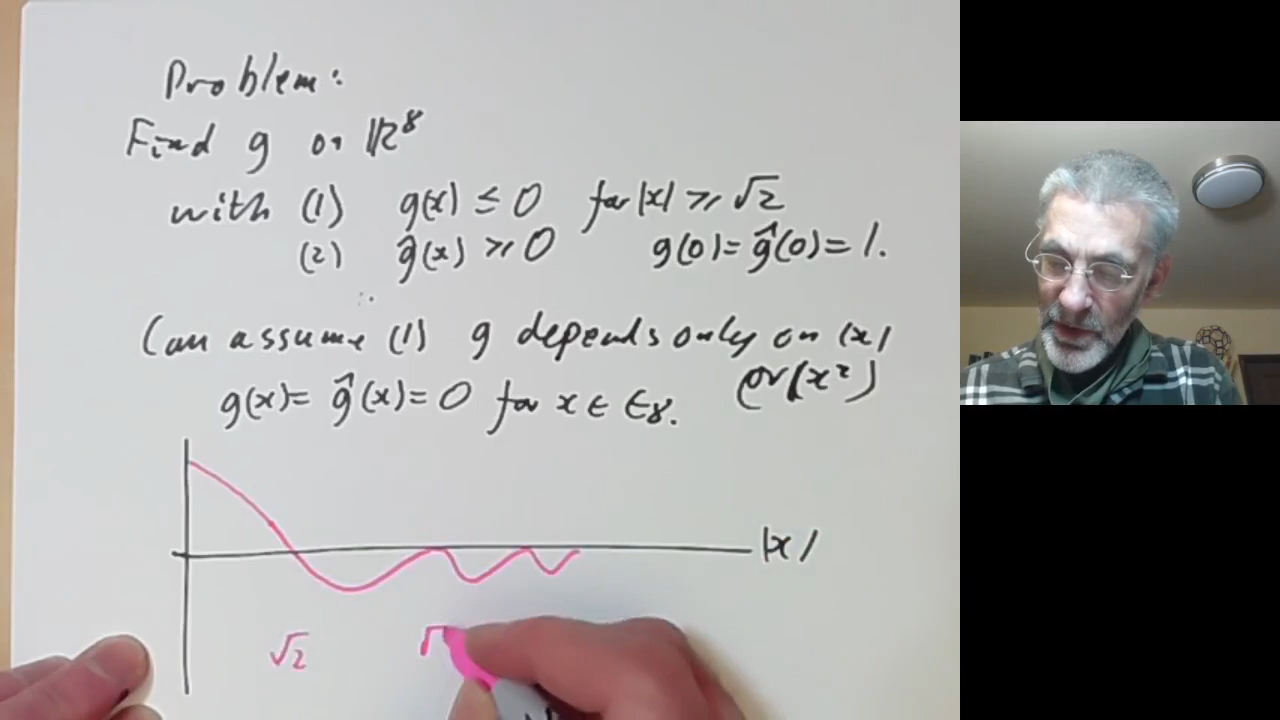 Problem:
Find g on ℝ⁸
with (1) g(x) ≤ 0 for |x| ≥ √2
(2) ĝ(x) ≥ 0 g(0) = ĝ(0) = 1.
Can assume (1) g depends only on |x|
(or (x²)
g(x) = ĝ(x) = 0 for x ∈ E₈.
|x|
√2 √